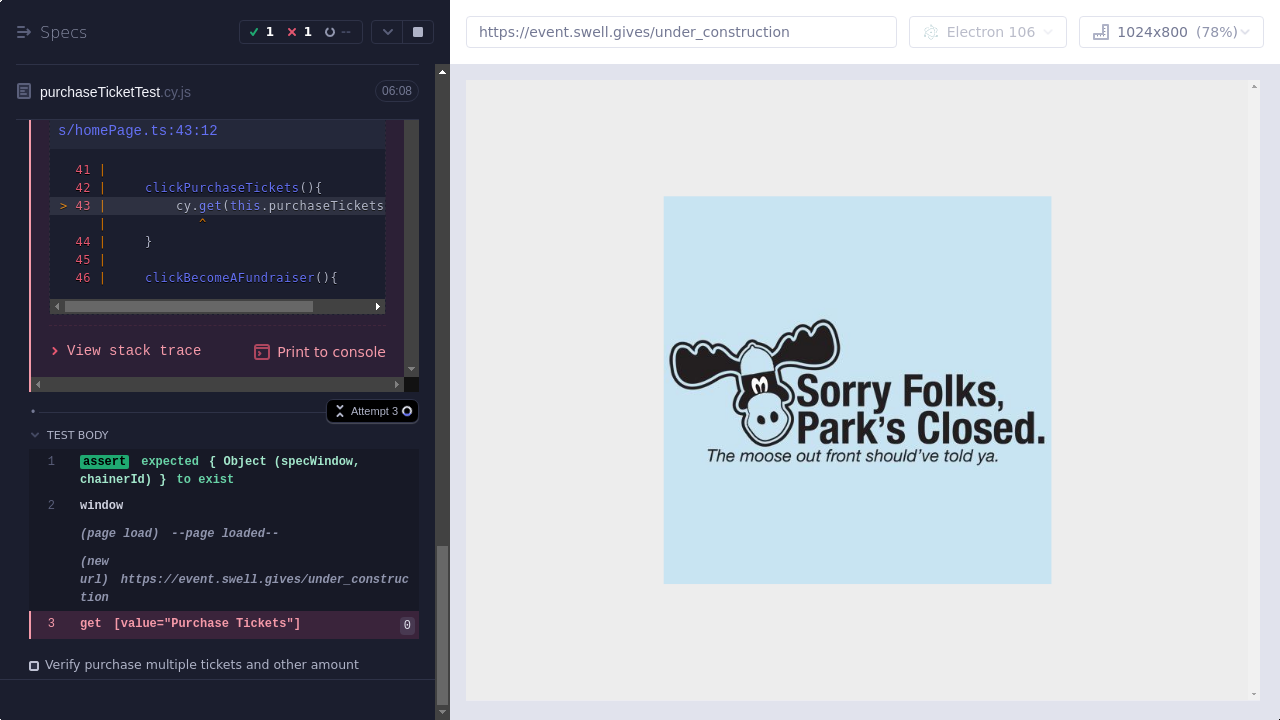 Specs
1
1
--
purchaseTicketTest.cy.js
06:08
s/homePage.ts:43:12
41 |
42 | clickPurchaseTickets(){
> 43 | cy.get(this.purchaseTickets
| ^
44 | }
45 |
46 | clickBecomeAFundraiser(){
View stack trace
Print to console
Attempt 3
TEST BODY
1 assert expected { Object (specWindow,
chainerId) } to exist
2 window
(page load) --page loaded--
(new
url) https://event.swell.gives/under_construc
tion
3 get [value="Purchase Tickets"] 0
Verify purchase multiple tickets and other amount
https://event.swell.gives/under_construction
Electron 106
1024x800 (78%)
Sorry Folks,
Park's Closed.
The moose out front should've told ya.